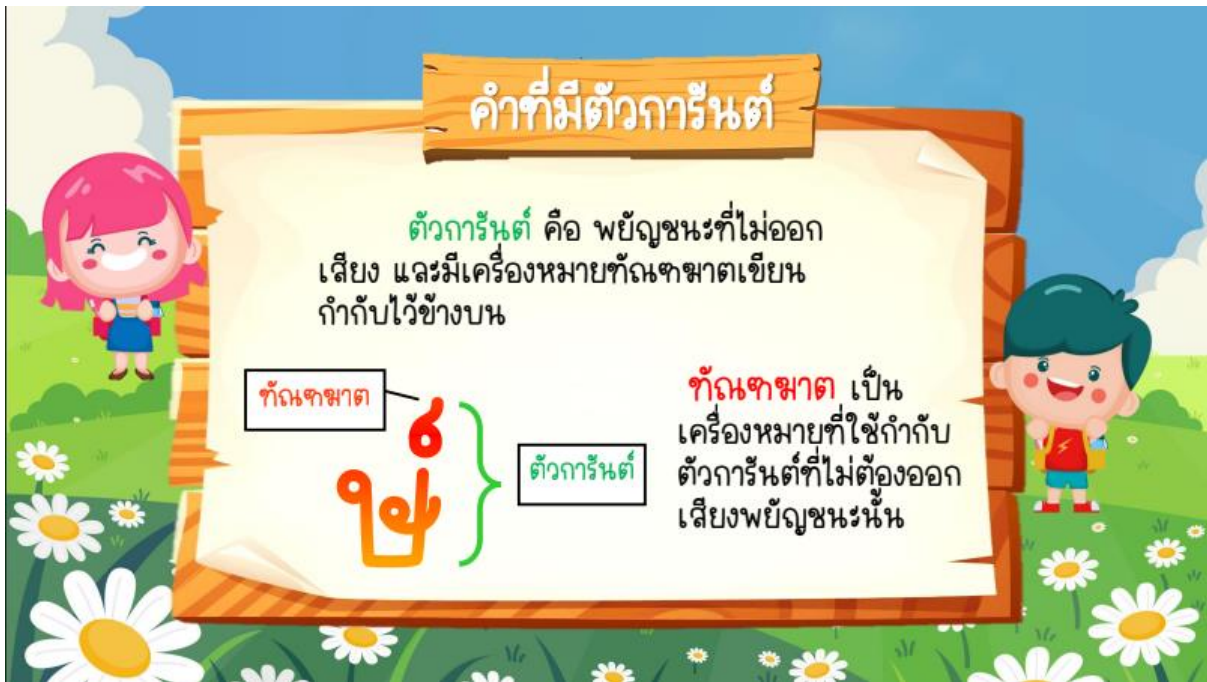 คำที่มีตัวการันต์
ตัวการันต์ คือ พยัญชนะที่ไม่ออก
เสียง และมีเครื่องหมายทัณฑฆาตเขียน
กำกับไว้ข้างบน
ทัณฑฆาต
ษ์
ตัวการันต์
ทัณฑฆาต เป็น
เครื่องหมายที่ใช้กำกับ
ตัวการันต์ที่ไม่ต้องออก
เสียงพยัญชนะนั้น